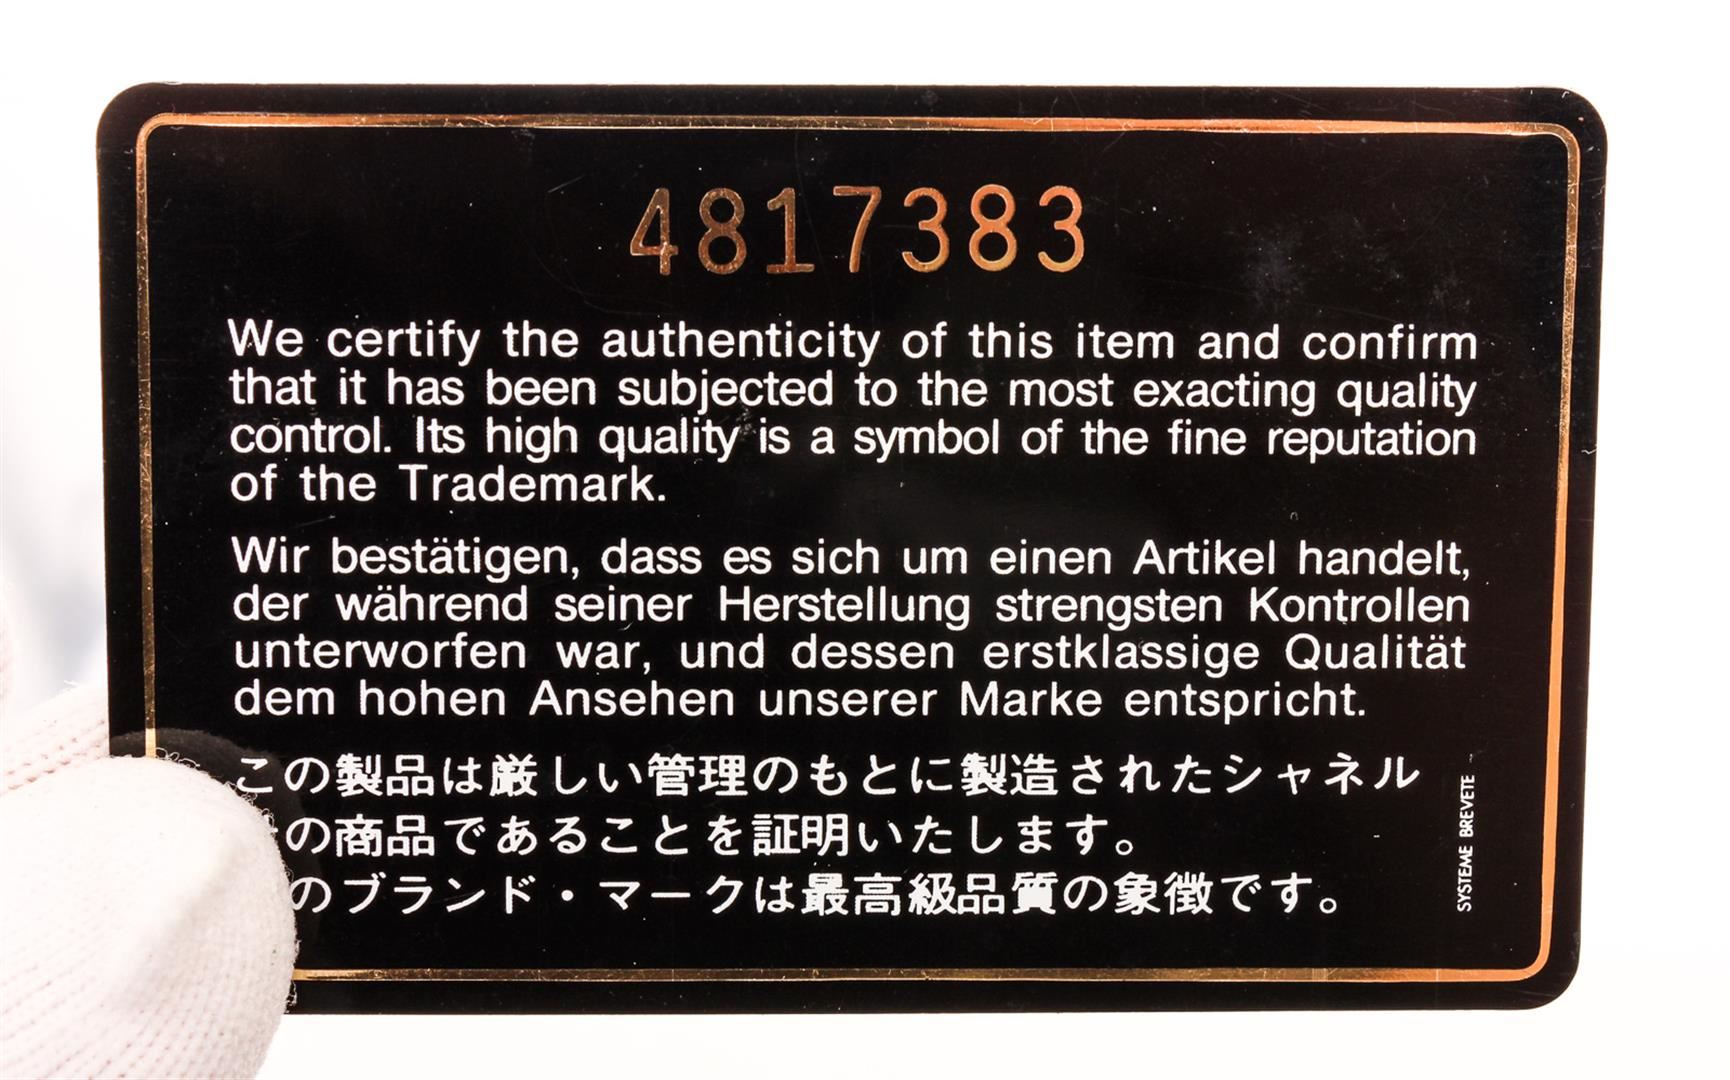 4817383
We certify the authenticity of this item and confirm
that it has been subjected to the most exacting quality
control. Its high quality is a symbol of the fine reputation
of the Trademark.
Wir bestätigen, dass es sich um einen Artikel handelt,
der während seiner Herstellung strengsten Kontrollen
unterworfen war, und dessen erstklassige Qualität
dem hohen Ansehen unserer Marke entspricht.
この製品は厳しい管理のもとに製造されたシャネル
の商品であることを証明いたします。
のブランド・マークは最高級品質の象徴です。
SYSTEME BREVETE